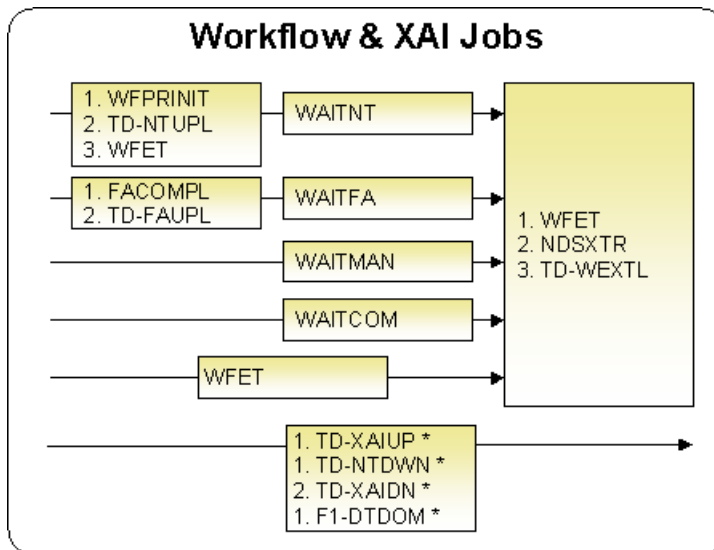 Workflow & XAI Jobs
1. WFPRINIT
2. TD-NTUPL
3. WFET
WAITNT
1. FACOMPL
2. TD-FAUPL
WAITFA
WAITMAN
WAITCOM
WFET
1. WFET
2. NDSXTR
3. TD-WEXTL
1. TD-XAIUP *
1. TD-NTDWN *
2. TD-XAIDN *
1. F1-DTDOM *